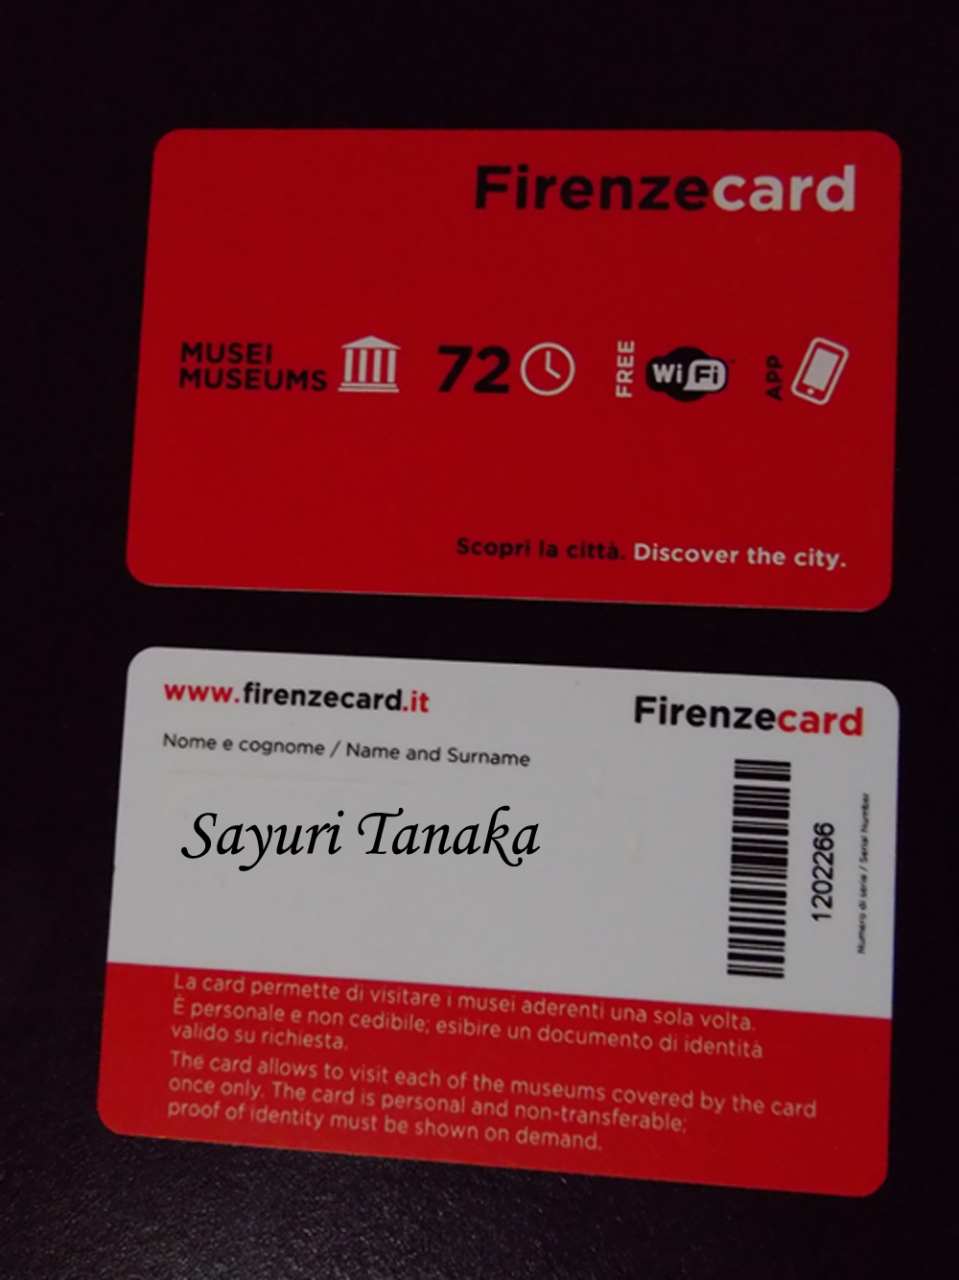 Firenzecard
MUSEI
MUSEUMS
72
FREE
WiFi
APP
Scopri la città. Discover the city.
www.firenzecard.it
Firenzecard
Nome e cognome / Name and Surname
Sayuri Tanaka
1202266
Numero di serie / Serial Number
La card permette di visitare i musei aderenti una sola volta.
È personale e non cedibile; esibire un documento di identità
valido su richiesta.
The card allows to visit each of the museums covered by the card
once only. The card is personal and non-transferable;
proof of identity must be shown on demand.